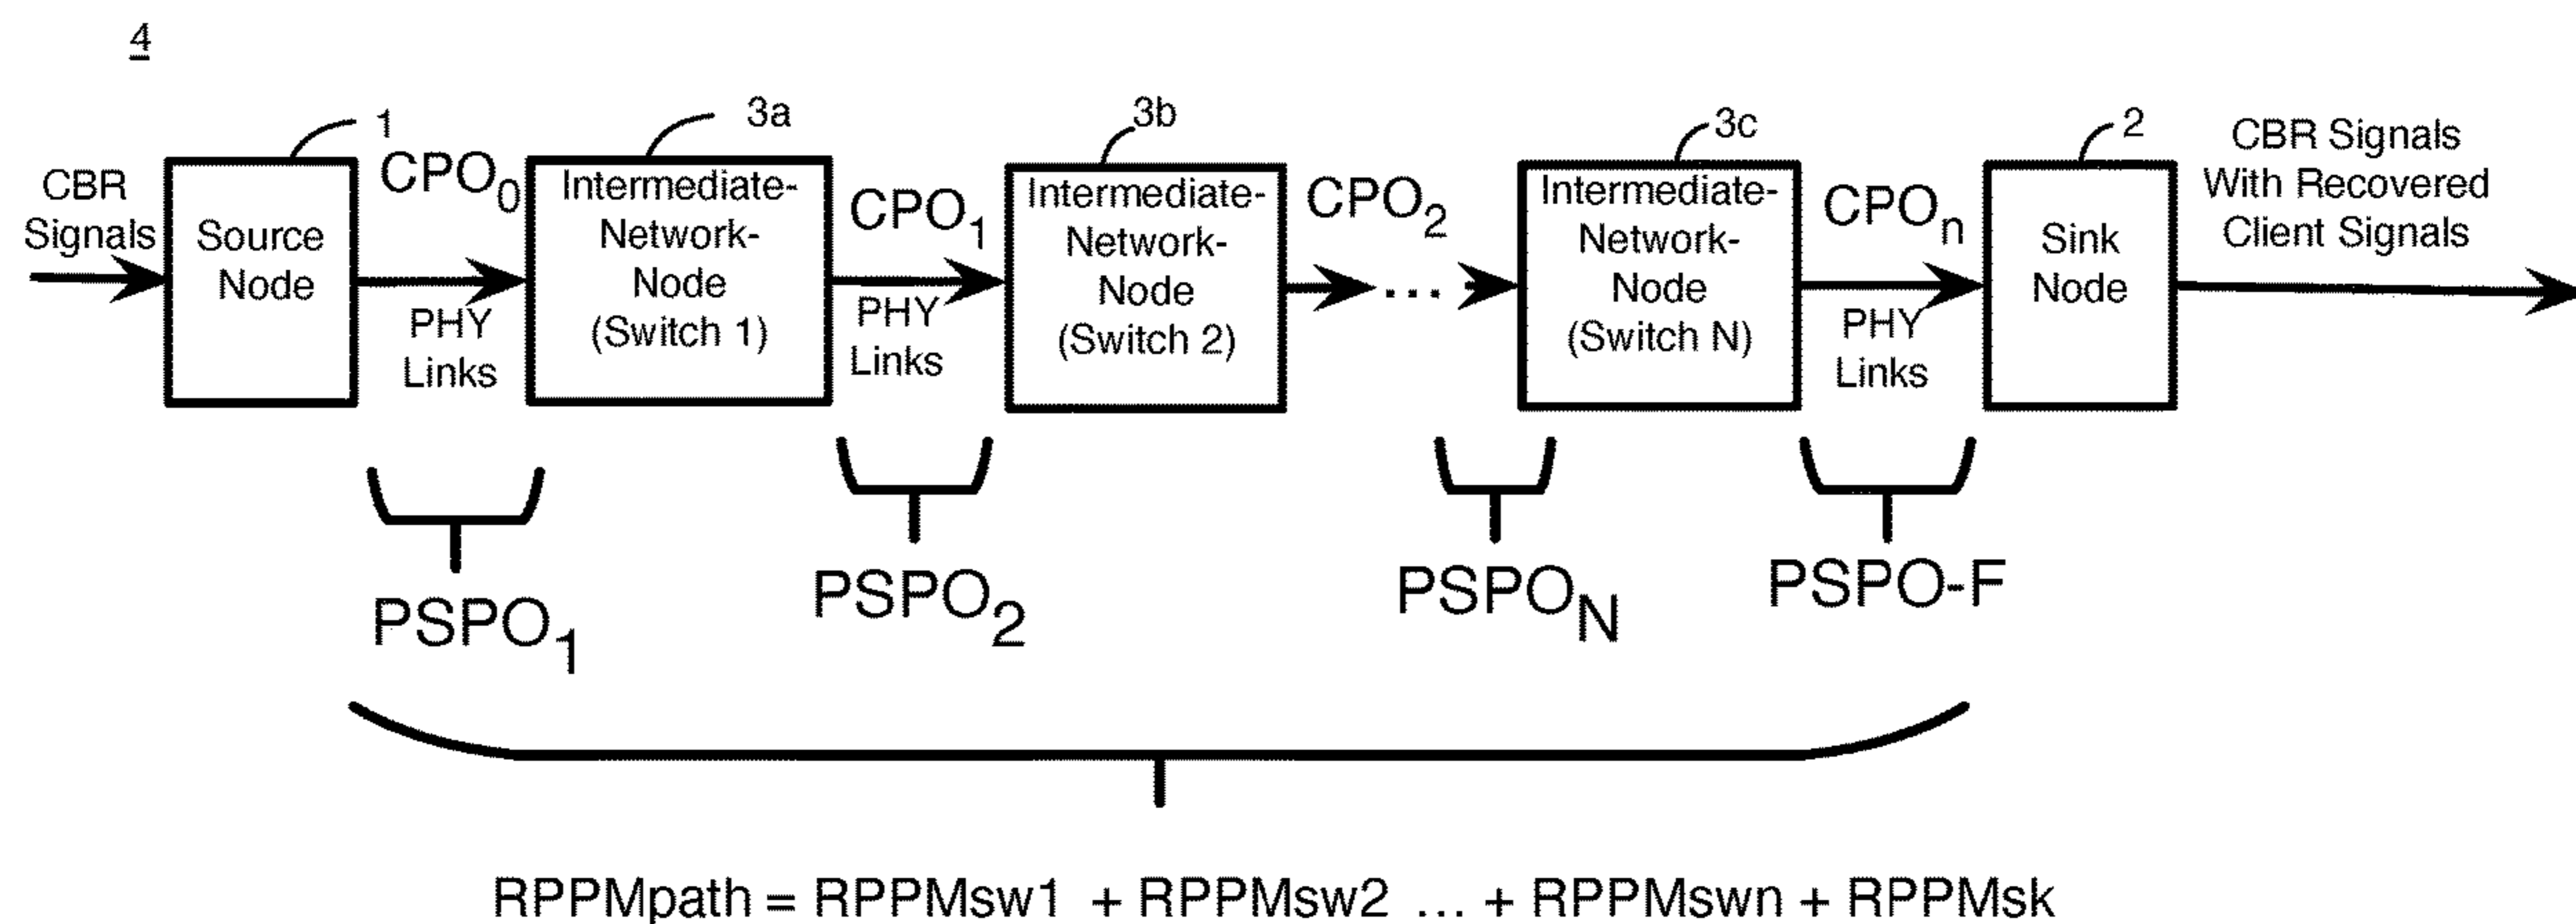 4
1
3a
3b
3c
2
CBR
Signals
Source
Node
CPO0
PHY
Links
Intermediate-
Network-
Node
(Switch 1)
CPO1
PHY
Links
Intermediate-
Network-
Node
(Switch 2)
CPO2
...
Intermediate-
Network-
Node
(Switch N)
CPOn
PHY
Links
Sink
Node
CBR Signals
With Recovered
Client Signals
PSPO1
PSPO2
PSPON
PSPO-F
RPPMpath = RPPMsw1 + RPPMsw2 ... + RPPMswn + RPPMsk